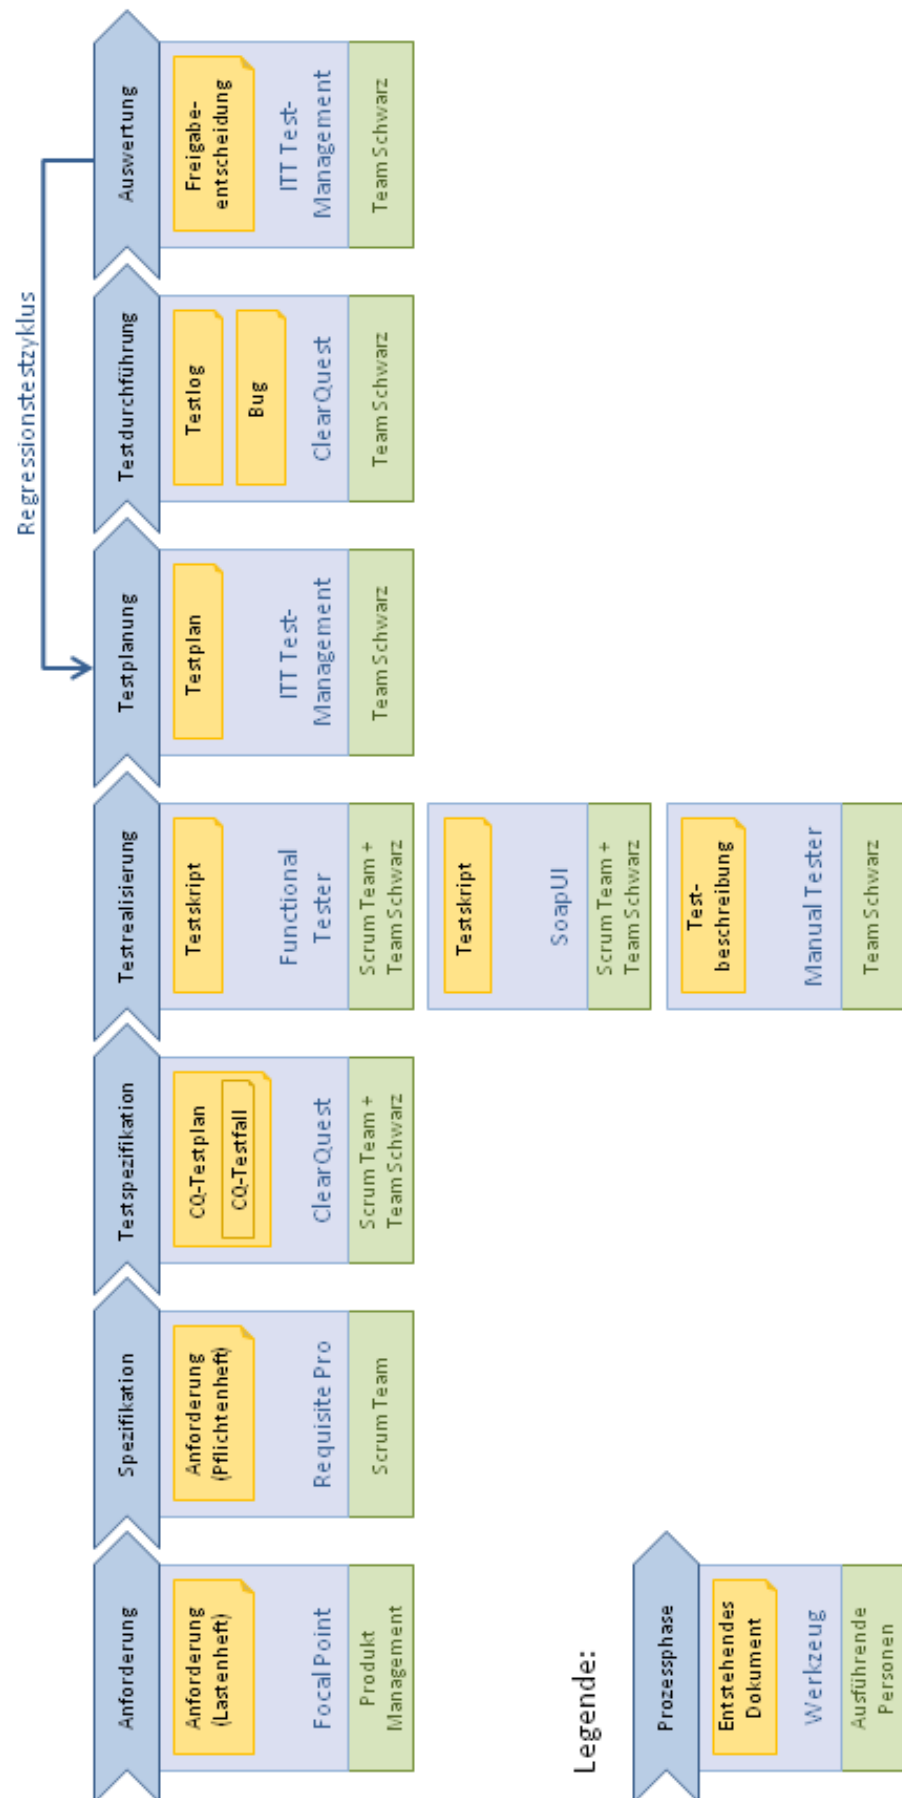 Regressionstestzyklus
Anforderung
Anforderung
(Lastenheft)
Focal Point
Produkt
Management
Spezifikation
Anforderung
(Pflichtenheft)
Requisite Pro
Scrum Team
Testspezifikation
CQ-Testplan
CQ-Testfall
ClearQuest
Scrum Team +
Team Schwarz
Testrealisierung
Testskript
Functional
Tester
Scrum Team +
Team Schwarz
Testskript
SoapUI
Scrum Team +
Team Schwarz
Test-
beschreibung
Manual Tester
Team Schwarz
Testplanung
Testplan
ITT Test-
Management
Team Schwarz
Testdurchführung
Testlog
Bug
ClearQuest
Team Schwarz
Auswertung
Freigabe-
entscheidung
ITT Test-
Management
Team Schwarz
Legende:
Prozessphase
Entstehendes
Dokument
Werkzeug
Ausführende
Personen